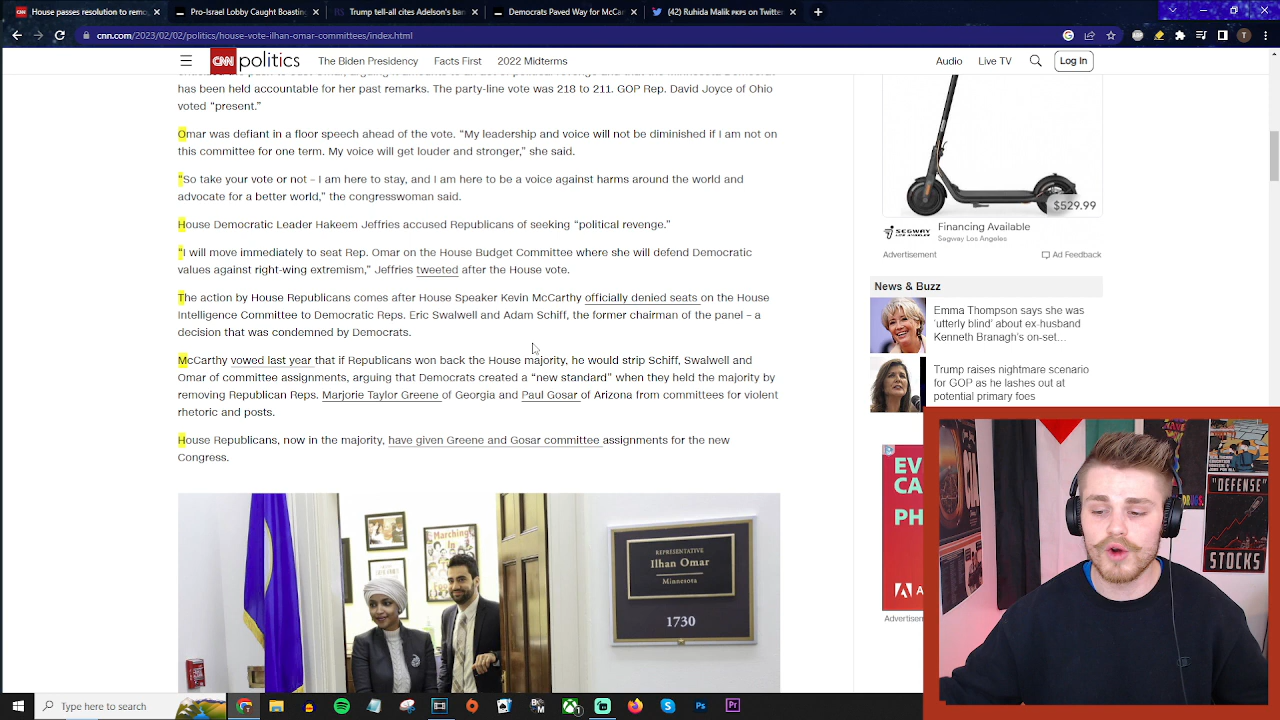 House passes resolution to remo
Pro-Israel Lobby Caught Boastin
Trump tell-all cites Adelson's ba
Democrats Paved Way for McCa
(42) Ruhida Malik ᴘᴋs on Twitter
cnn.com/2023/02/02/politics/house-vote-ilhan-omar-committees/index.html
T
CNN politics The Biden Presidency Facts First 2022 Midterms Audio Live TV Log In
has been held accountable for her past remarks. The party-line vote was 218 to 211. GOP Rep. David Joyce of Ohio
voted "present."
Omar was defiant in a floor speech ahead of the vote. "My leadership and voice will not be diminished if I am not on
this committee for one term. My voice will get louder and stronger," she said.
"So take your vote or not – I am here to stay, and I am here to be a voice against harms around the world and
advocate for a better world," the congresswoman said.
House Democratic Leader Hakeem Jeffries accused Republicans of seeking "political revenge."
"I will move immediately to seat Rep. Omar on the House Budget Committee where she will defend Democratic
values against right-wing extremism," Jeffries tweeted after the House vote.
The action by House Republicans comes after House Speaker Kevin McCarthy officially denied seats on the House
Intelligence Committee to Democratic Reps. Eric Swalwell and Adam Schiff, the former chairman of the panel – a
decision that was condemned by Democrats.
McCarthy vowed last year that if Republicans won back the House majority, he would strip Schiff, Swalwell and
Omar of committee assignments, arguing that Democrats created a "new standard" when they held the majority by
removing Republican Reps. Marjorie Taylor Greene of Georgia and Paul Gosar of Arizona from committees for violent
rhetoric and posts.
House Republicans, now in the majority, have given Greene and Gosar committee assignments for the new
Congress.
Marching
In
REPRESENTATIVE
Ilhan Omar
Minnesota
1730
$529.99
SEGWAY
LOS ANGELES
Financing Available
Segway Los Angeles
Advertisement
Ad Feedback
News & Buzz
Emma Thompson says she was
'utterly blind' about ex-husband
Kenneth Branagh's on-set…
Trump raises nightmare scenario
for GOP as he lashes out at
potential primary foes
EV
CA
PH
A
Advertisen
"DEFENSE"
STOCKS
Type here to search